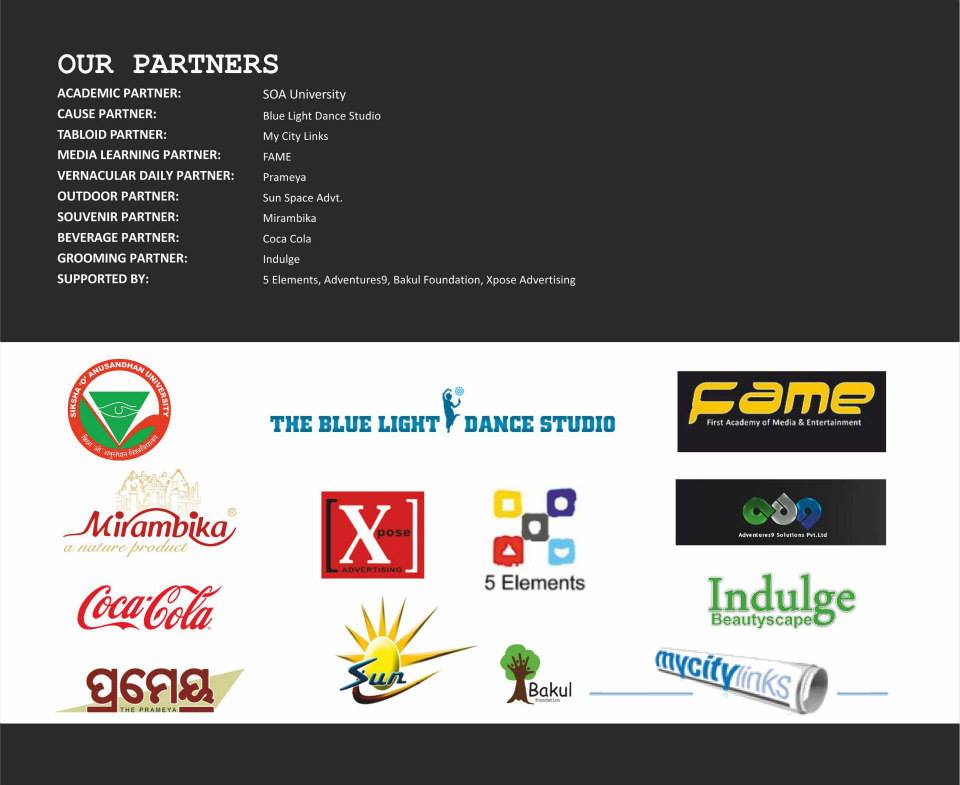 OUR PARTNERS
ACADEMIC PARTNER: SOA University
CAUSE PARTNER: Blue Light Dance Studio
TABLOID PARTNER: My City Links
MEDIA LEARNING PARTNER: FAME
VERNACULAR DAILY PARTNER: Prameya
OUTDOOR PARTNER: Sun Space Advt.
SOUVENIR PARTNER: Mirambika
BEVERAGE PARTNER: Coca Cola
GROOMING PARTNER: Indulge
SUPPORTED BY: 5 Elements, Adventures9, Bakul Foundation, Xpose Advertising
SIKSHA 'O' ANUSANDHAN UNIVERSITY
शिक्षा 'ओ' अनुसंधान विश्वविद्यालय
THE BLUE LIGHT DANCE STUDIO
Fame
First Academy of Media & Entertainment
Mirambika®
a nature product
Xpose
ADVERTISING
5 Elements
Adventures9 Solutions Pvt.Ltd
Coca-Cola
Indulge
Beautyscape
Sun
ପ୍ରମେୟ
THE PRAMEYA
Bakul
Foundation
mycitylinks